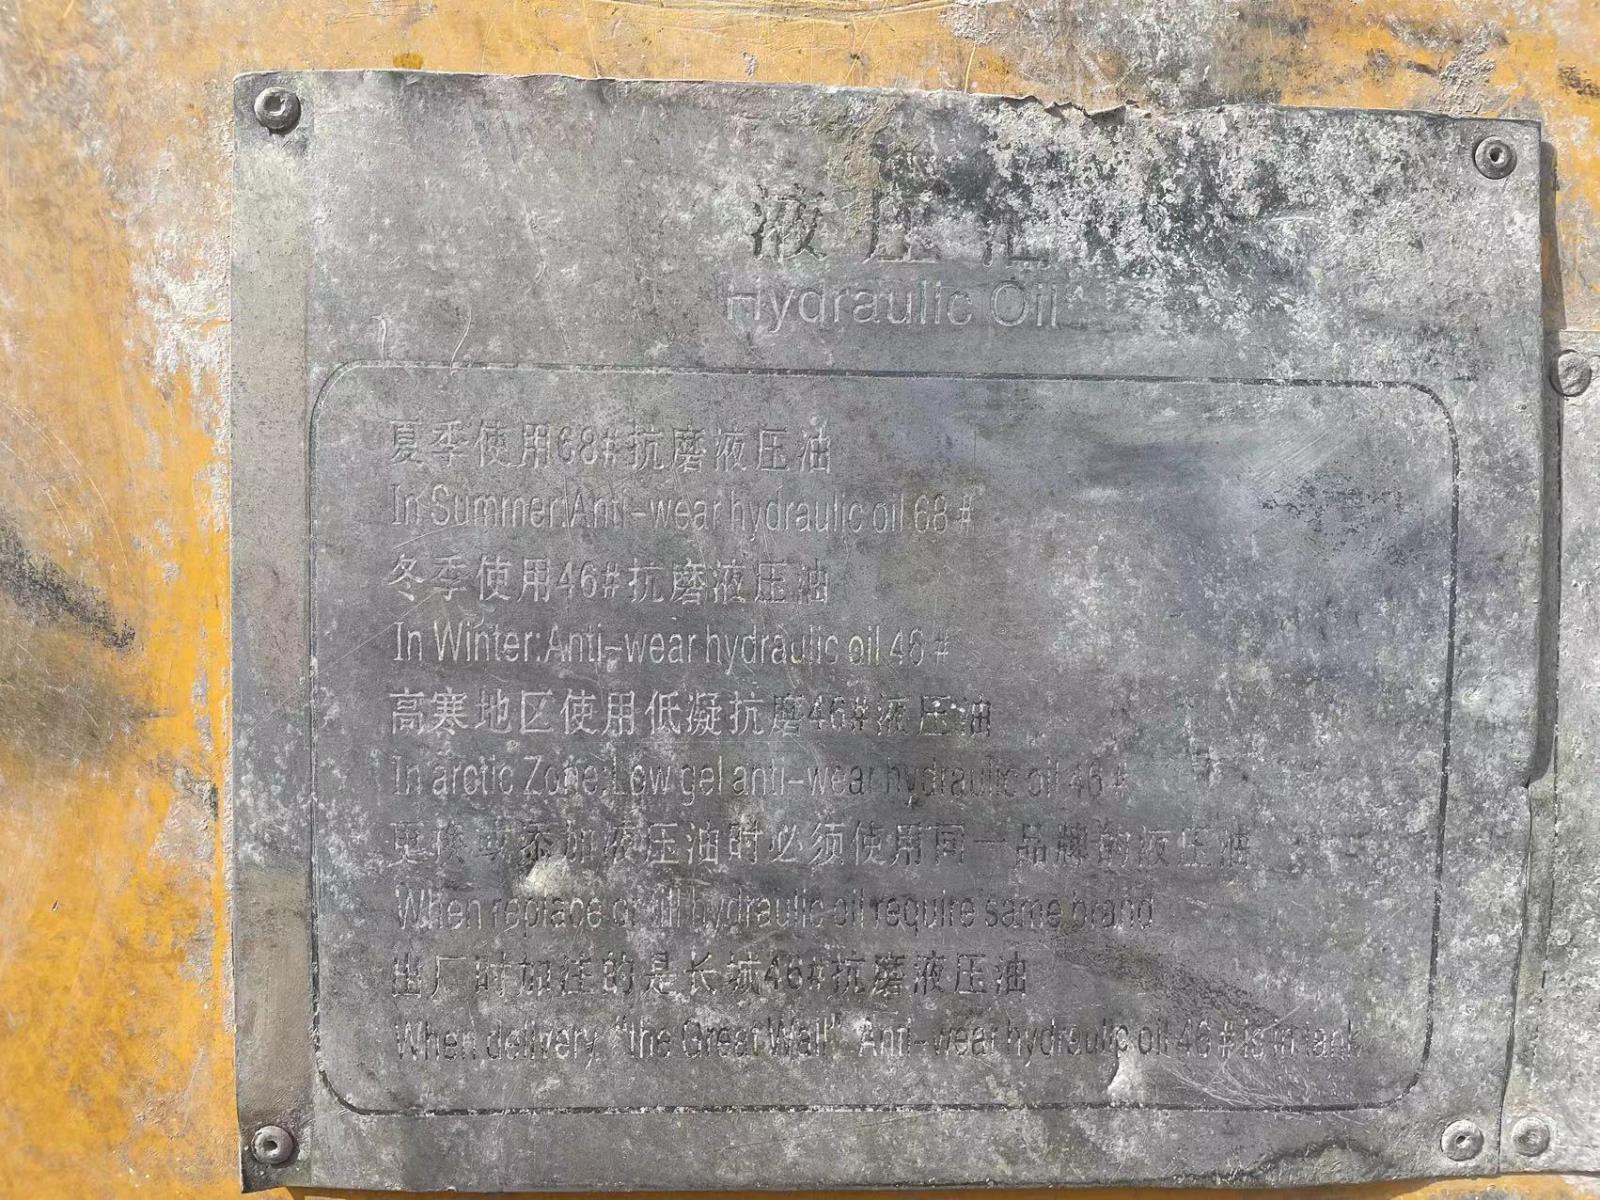 液压油
Hydraulic Oil
夏季使用68#抗磨液压油
In Summer:Anti-wear hydraulic oil 68 #
冬季使用46#抗磨液压油
In Winter:Anti-wear hydraulic oil 46 #
高寒地区使用低凝抗磨46#液压油
In arctic Zone:Low gel anti-wear hydraulic oil 46 #
更换或添加液压油时必须使用同一品牌的液压油
When replace or fill hydraulic oil require same brand
出厂时加注的是长城46#抗磨液压油
When delivery, "the Great Wall" Anti-wear hydraulic oil 46 # is in tank